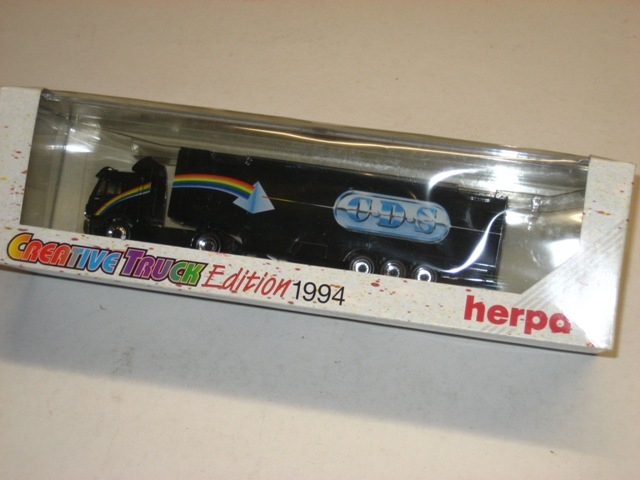 CREATIVE TRUCK Edition 1994
herpa